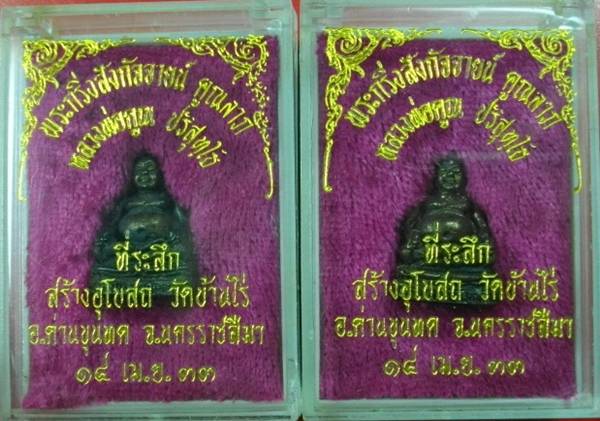 พระกริ่งสังกัจจายน์ คูณลาภ
หลวงพ่อคูณ ปริสุทฺโธ
ที่ระลึก
สร้างอุโบสถ วัดบ้านไร่
อ.ด่านขุนทด จ.นครราชสีมา
๑๔ เม.ย. ๓๓
พระกริ่งสังกัจจายน์ คูณลาภ
หลวงพ่อคูณ ปริสุทฺโธ
ที่ระลึก
สร้างอุโบสถ วัดบ้านไร่
อ.ด่านขุนทด จ.นครราชสีมา
๑๔ เม.ย. ๓๓